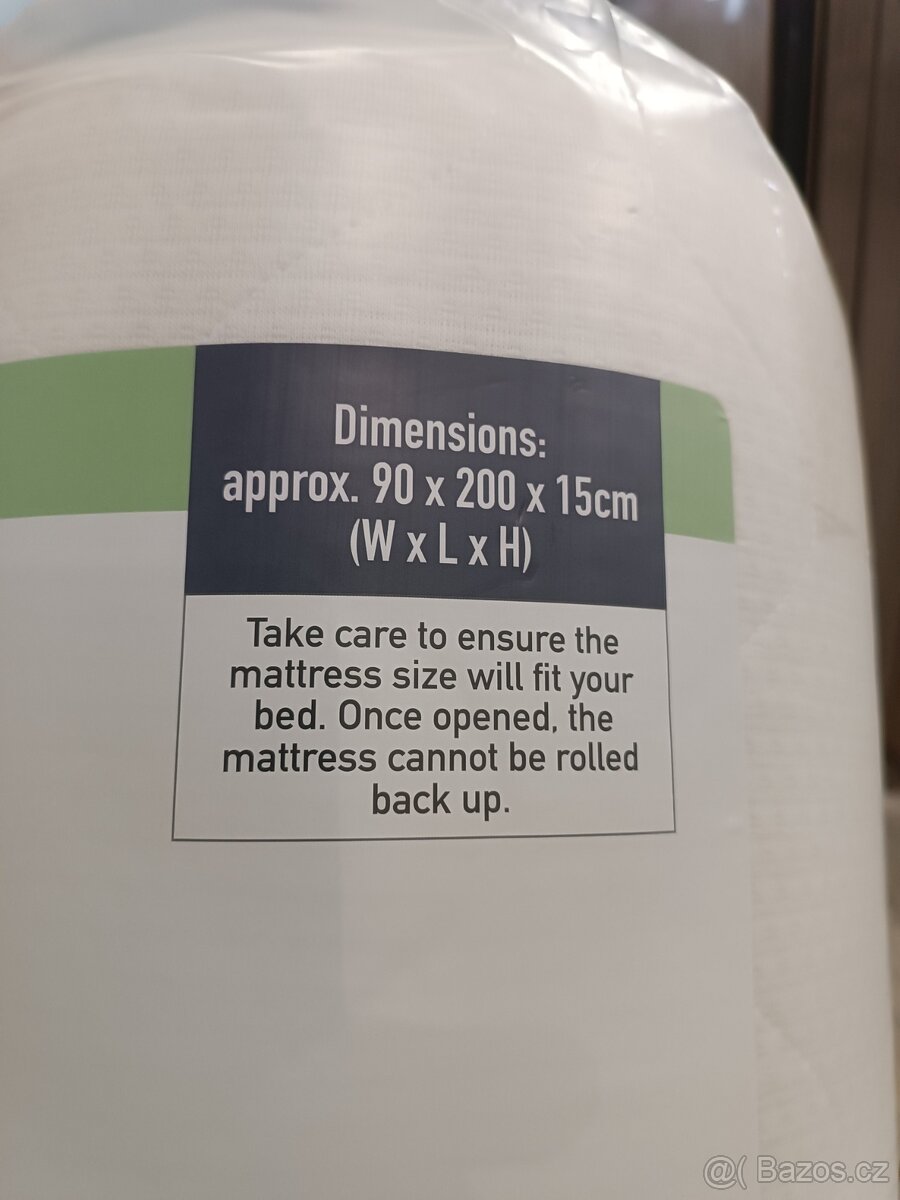 Dimensions:
approx. 90 x 200 x 15cm
(W x L x H)
Take care to ensure the
mattress size will fit your
bed. Once opened, the
mattress cannot be rolled
back up.
@( Bazos.cz